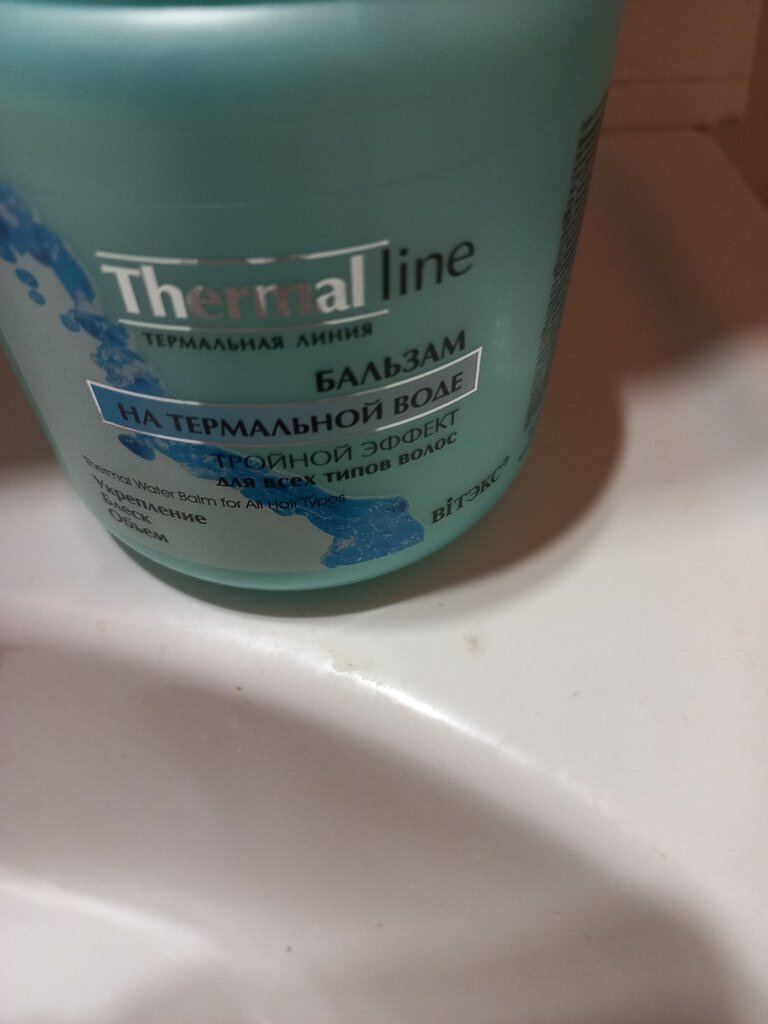 Thermal line
ТЕРМАЛЬНАЯ ЛИНИЯ
БАЛЬЗАМ
НА ТЕРМАЛЬНОЙ ВОДЕ
ТРОЙНОЙ ЭФФЕКТ
для всех типов волос
Thermal Water Balm for All Hair Types
Укрепление
Блеск
Объем
ВІТЭКС®